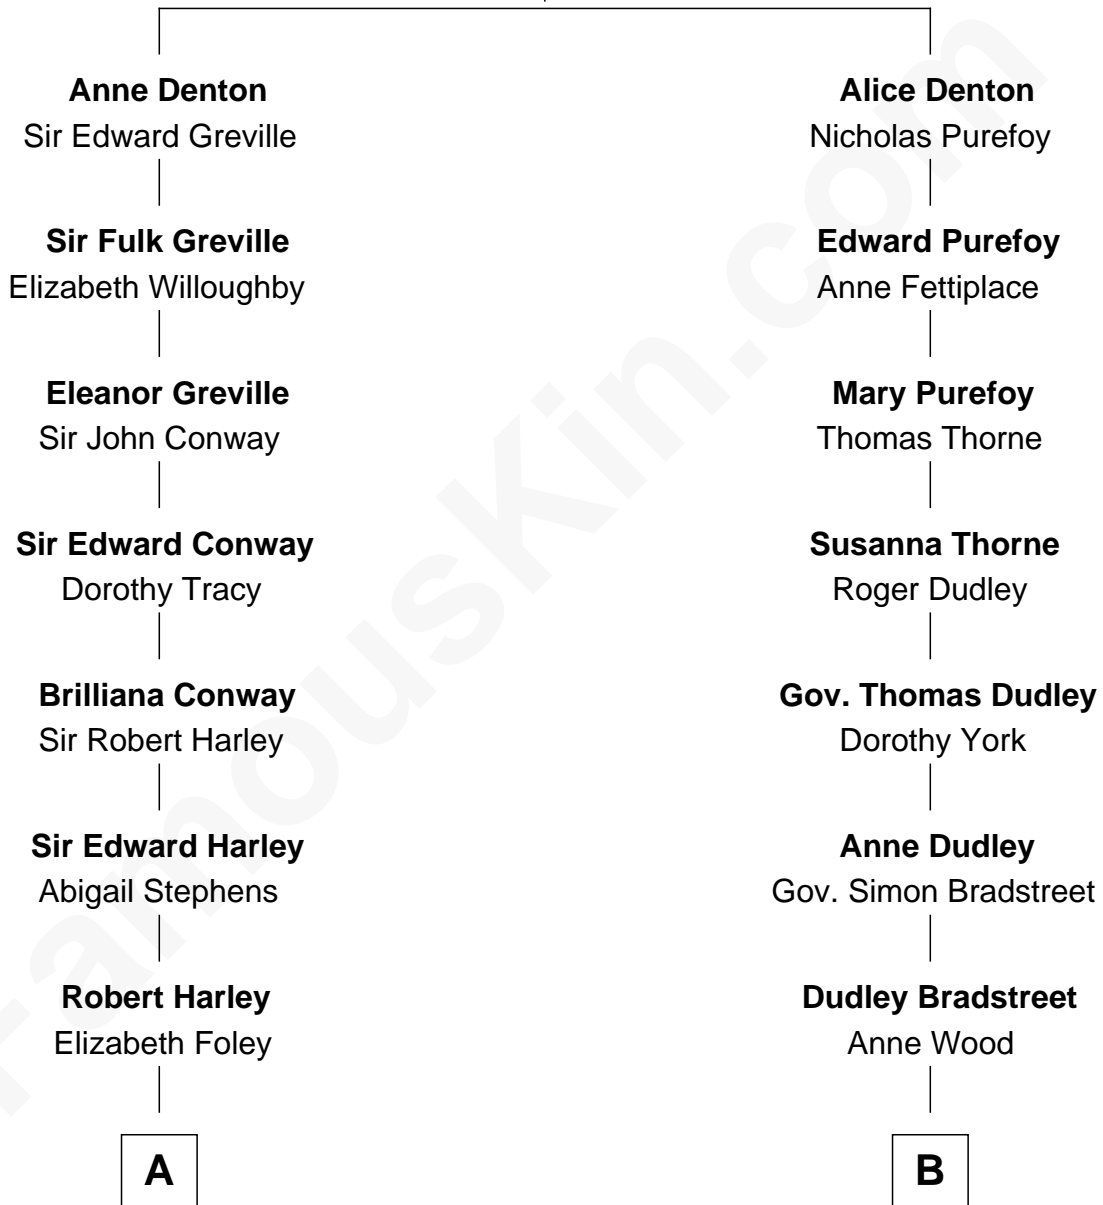 Anne Denton
Sir Edward Greville
Sir Fulk Greville
Elizabeth Willoughby
Eleanor Greville
Sir John Conway
Sir Edward Conway
Dorothy Tracy
Brilliana Conway
Sir Robert Harley
Sir Edward Harley
Abigail Stephens
Robert Harley
Elizabeth Foley
A
Alice Denton
Nicholas Purefoy
Edward Purefoy
Anne Fettiplace
Mary Purefoy
Thomas Thorne
Susanna Thorne
Roger Dudley
Gov. Thomas Dudley
Dorothy York
Anne Dudley
Gov. Simon Bradstreet
Dudley Bradstreet
Anne Wood
B
FamousKin.com